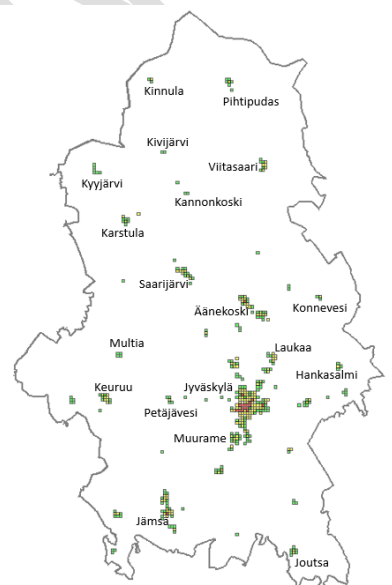 Kinnula
Pihtipudas
Kivijärvi
Viitasaari
Kyyjärvi
Kannonkoski
Karstula
Saarijärvi
Äänekoski
Konnevesi
Multia
Laukaa
Hankasalmi
Keuruu
Jyväskylä
Petäjävesi
Muurame
Jämsä
Joutsa